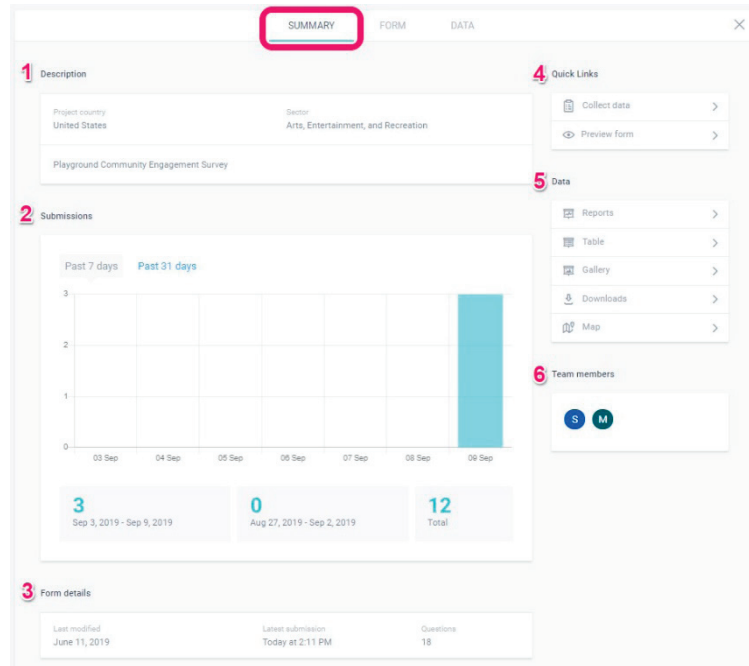 SUMMARY FORM DATA
1 Description
Project country Sector
United States Arts, Entertainment, and Recreation
Playground Community Engagement Survey
2 Submissions
Past 7 days Past 31 days
3
2
1
0
03 Sep 04 Sep 05 Sep 06 Sep 07 Sep 08 Sep 09 Sep
3 0 12
Sep 3, 2019 - Sep 9, 2019 Aug 27, 2019 - Sep 2, 2019 Total
3 Form details
Last modified Latest submission Questions
June 11, 2019 Today at 2:11 PM 18
4 Quick Links
Collect data
Preview form
5 Data
Reports
Table
Gallery
Downloads
Map
6 Team members
S M